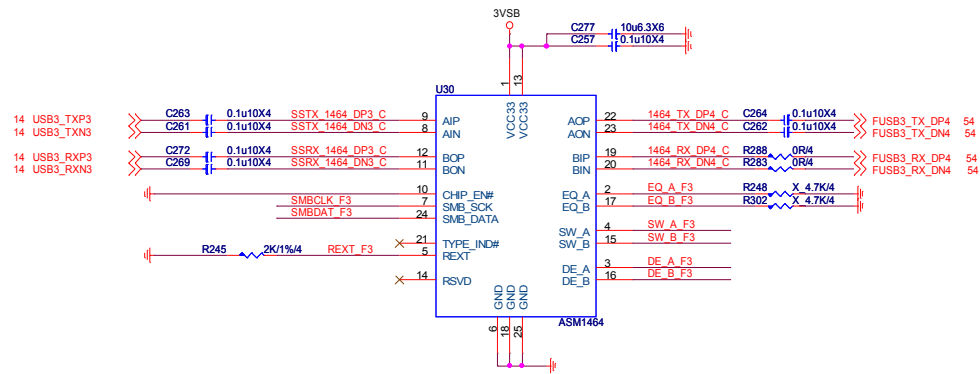 3VSB
C277 10u6.3X6
C257 0.1u10X4
1 13
U30
VCC33 VCC33
14 USB3_TXP3 C263 0.1u10X4 SSTX_1464_DP3_C 9 AIP AOP 22 1464_TX_DP4_C C264 0.1u10X4 FUSB3_TX_DP4 54
14 USB3_TXN3 C261 0.1u10X4 SSTX_1464_DN3_C 8 AIN AON 23 1464_TX_DN4_C C262 0.1u10X4 FUSB3_TX_DN4 54
14 USB3_RXP3 C272 0.1u10X4 SSRX_1464_DP3_C 12 BOP BIP 19 1464_RX_DP4_C R288 0R/4 FUSB3_RX_DP4 54
14 USB3_RXN3 C269 0.1u10X4 SSRX_1464_DN3_C 11 BON BIN 20 1464_RX_DN4_C R283 0R/4 FUSB3_RX_DN4 54
10 CHIP_EN# EQ_A 2 EQ_A_F3 R248 X_4.7K/4
SMBCLK_F3 7 SMB_SCK EQ_B 17 EQ_B_F3 R302 X_4.7K/4
SMBDAT_F3 24 SMB_DATA
SW_A 4 SW_A_F3
21 TYPE_IND# SW_B 15 SW_B_F3
R245 2K/1%/4 REXT_F3 5 REXT
DE_A 3 DE_A_F3
14 RSVD DE_B 16 DE_B_F3
GND GND GND
6 18 25
ASM1464